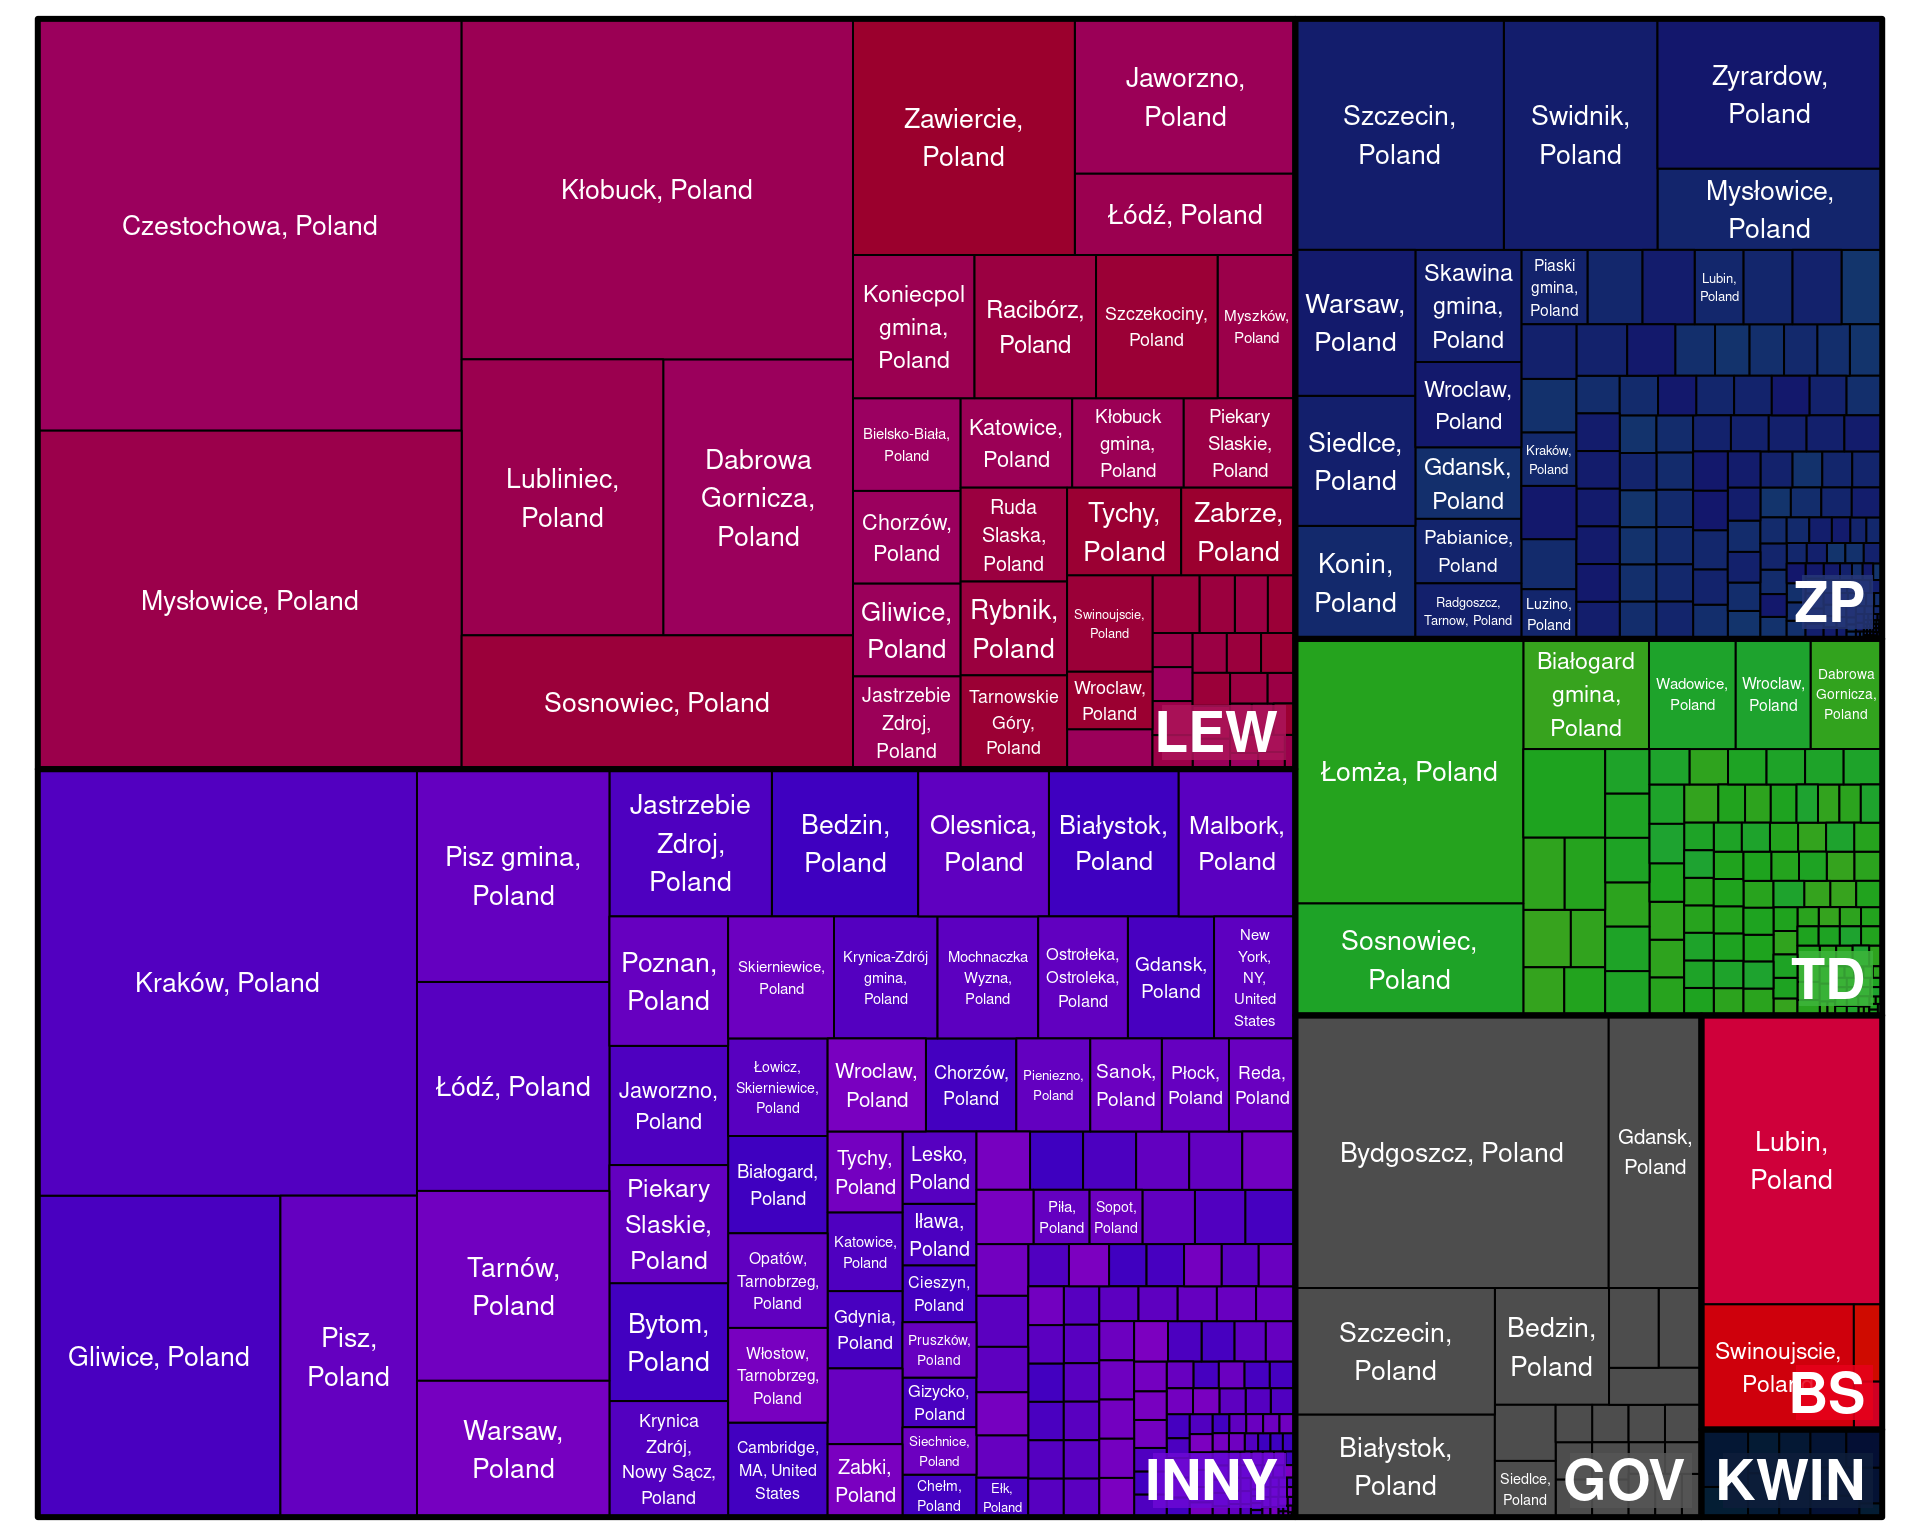 Czestochowa, Poland
Mysłowice, Poland
Kłobuck, Poland
Lubliniec,
Poland
Dabrowa
Gornicza,
Poland
Sosnowiec, Poland
Zawiercie,
Poland
Jaworzno,
Poland
Łódź, Poland
Koniecpol
gmina,
Poland
Racibórz,
Poland
Szczekociny,
Poland
Myszków,
Poland
Bielsko-Biała,
Poland
Katowice,
Poland
Kłobuck
gmina,
Poland
Piekary
Slaskie,
Poland
Chorzów,
Poland
Ruda
Slaska,
Poland
Tychy,
Poland
Zabrze,
Poland
Gliwice,
Poland
Rybnik,
Poland
Swinoujscie,
Poland
Jastrzebie
Zdroj,
Poland
Tarnowskie
Góry,
Poland
Wroclaw,
Poland
LEW
Szczecin,
Poland
Swidnik,
Poland
Zyrardow,
Poland
Mysłowice,
Poland
Warsaw,
Poland
Skawina
gmina,
Poland
Piaski
gmina,
Poland
Lubin,
Poland
Siedlce,
Poland
Wroclaw,
Poland
Gdansk,
Poland
Kraków,
Poland
Konin,
Poland
Pabianice,
Poland
Radgoszcz,
Tarnow, Poland
Luzino,
Poland
ZP
Łomża, Poland
Sosnowiec,
Poland
Białogard
gmina,
Poland
Wadowice,
Poland
Wroclaw,
Poland
Dabrowa
Gornicza,
Poland
TD
Kraków, Poland
Gliwice, Poland
Pisz,
Poland
Pisz gmina,
Poland
Łódź, Poland
Tarnów,
Poland
Warsaw,
Poland
Jastrzebie
Zdroj,
Poland
Bedzin,
Poland
Olesnica,
Poland
Białystok,
Poland
Malbork,
Poland
Poznan,
Poland
Jaworzno,
Poland
Piekary
Slaskie,
Poland
Bytom,
Poland
Krynica
Zdrój,
Nowy Sącz,
Poland
Skierniewice,
Poland
Krynica-Zdrój
gmina,
Poland
Mochnaczka
Wyzna,
Poland
Ostrołeka,
Ostroleka,
Poland
Gdansk,
Poland
New
York,
NY,
United
States
Łowicz,
Skierniewice,
Poland
Wroclaw,
Poland
Chorzów,
Poland
Pieniezno,
Poland
Sanok,
Poland
Płock,
Poland
Reda,
Poland
Białogard,
Poland
Opatów,
Tarnobrzeg,
Poland
Włostow,
Tarnobrzeg,
Poland
Cambridge,
MA, United
States
Tychy,
Poland
Katowice,
Poland
Gdynia,
Poland
Zabki,
Poland
Lesko,
Poland
Iława,
Poland
Cieszyn,
Poland
Pruszków,
Poland
Gizycko,
Poland
Siechnice,
Poland
Chełm,
Poland
Piła,
Poland
Sopot,
Poland
Ełk,
Poland
INNY
Bydgoszcz, Poland
Gdansk,
Poland
Szczecin,
Poland
Bedzin,
Poland
Białystok,
Poland
Siedlce,
Poland
GOV
Lubin,
Poland
Swinoujscie,
Poland
BS
KWIN